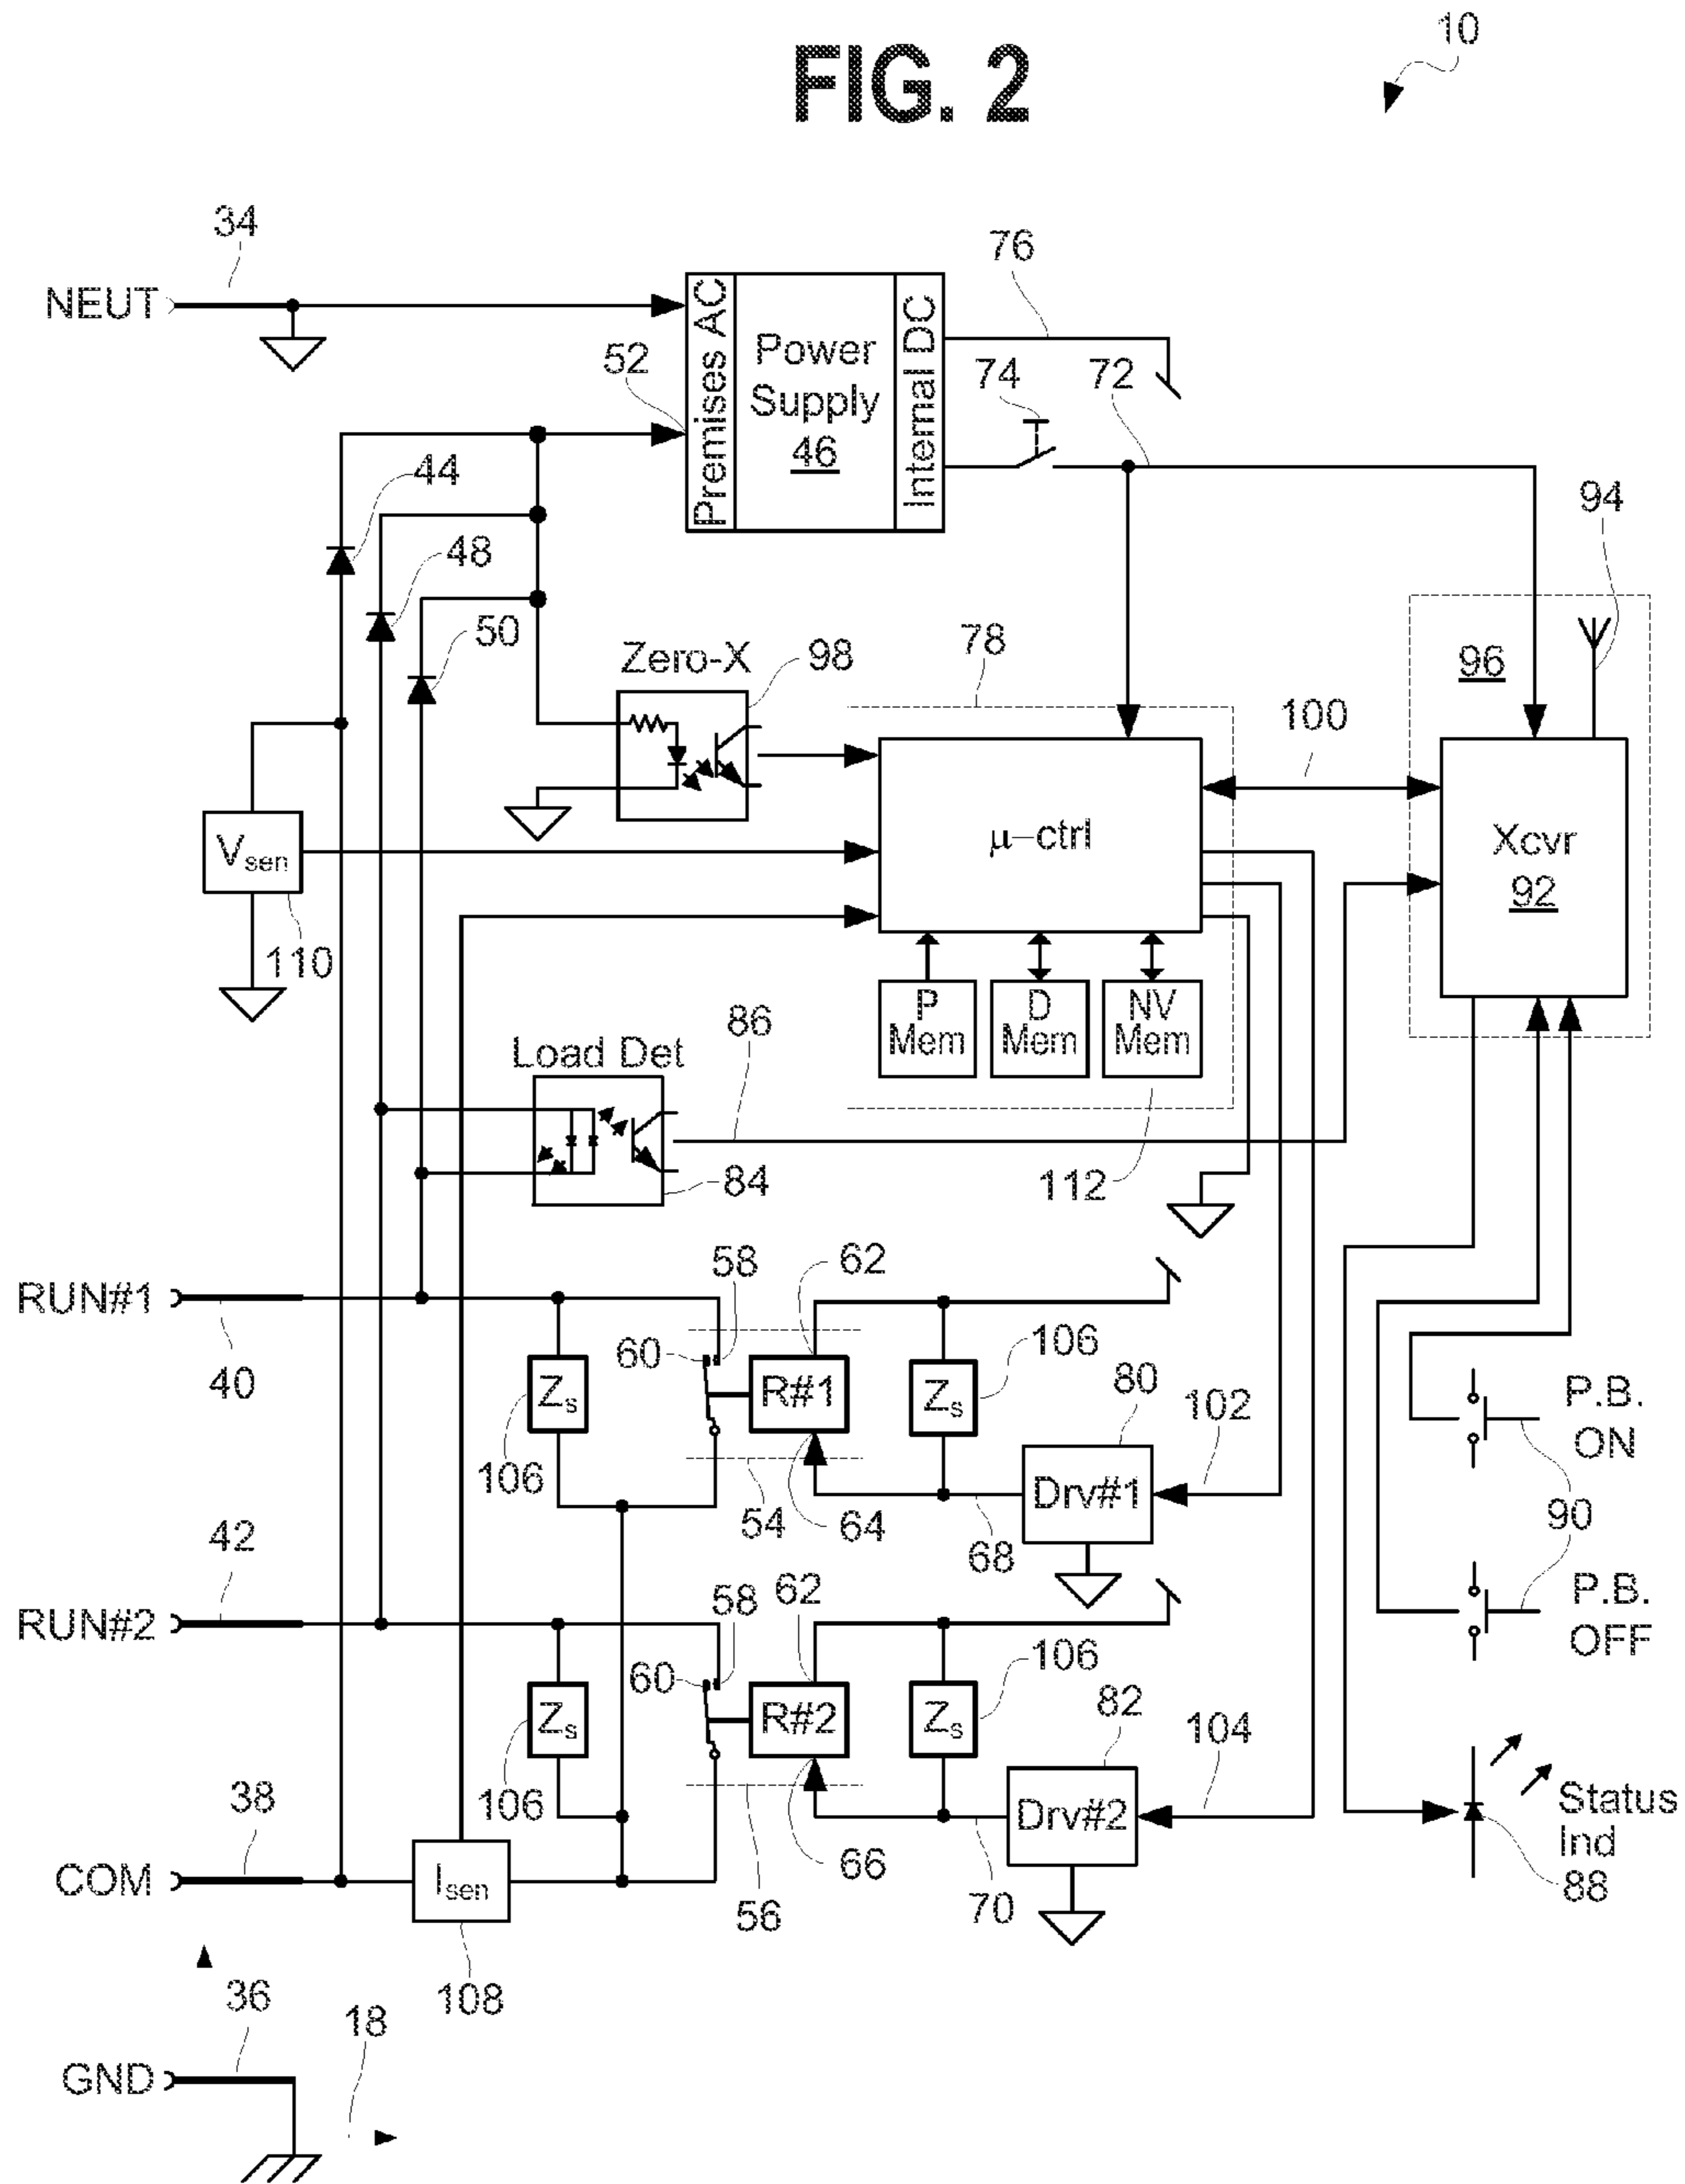 FIG. 2
10
34
NEUT
76
Premises AC
Power
Supply
46
Internal DC
52
74
72
44
94
48
50
Zero-X
98
78
96
100
Vsen
μ-ctrl
Xcvr
92
110
P
Mem
D
Mem
NV
Mem
86
Load Det
84
112
58
62
RUN#1
60
106
40
Zs
R#1
Zs
80
102
P.B.
ON
106
Drv#1
54
64
68
90
42
58
62
RUN#2
60
106
P.B.
OFF
Zs
R#2
Zs
82
104
38
106
Drv#2
Status
Ind
COM
Isen
66
70
88
56
108
36
18
GND